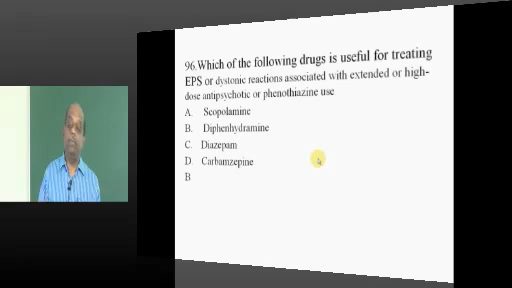 96.Which of the following drugs is useful for treating
EPS or dystonic reactions associated with extended or high-
dose antipsychotic or phenothiazine use
A. Scopolamine
B. Diphenhydramine
C. Diazepam
D. Carbamzepine
B